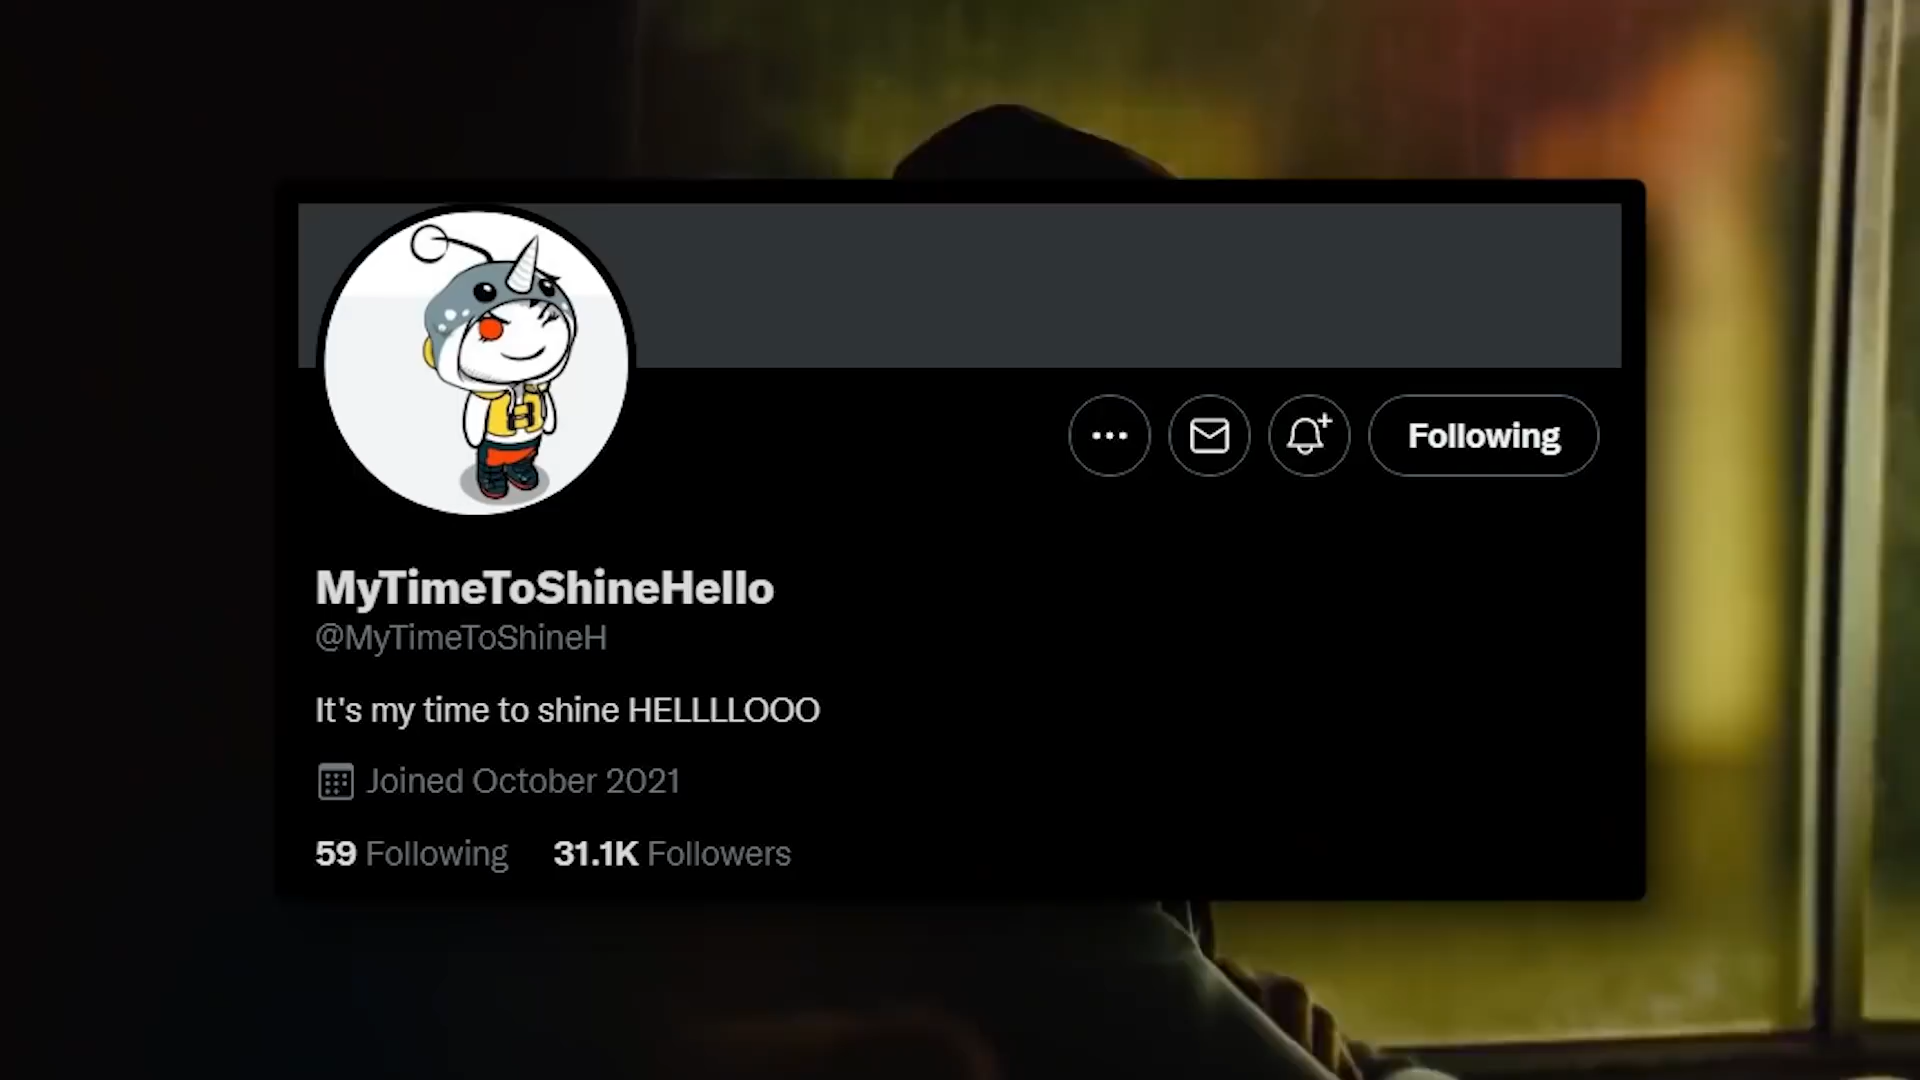 Following
MyTimeToShineHello
@MyTimeToShineH
It's my time to shine HELLLLOOO
Joined October 2021
59 Following 31.1K Followers